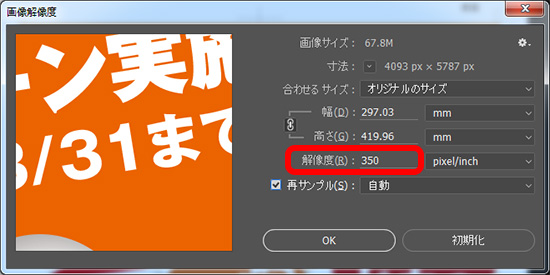 画像解像度
ーン実施
3/31まで
画像サイズ : 67.8M
寸法 : 4093 px × 5787 px
合わせるサイズ : オリジナルのサイズ
幅(D) : 297.03 mm
高さ(G) : 419.96 mm
解像度(R) : 350 pixel/inch
再サンプル(S) : 自動
OK 初期化